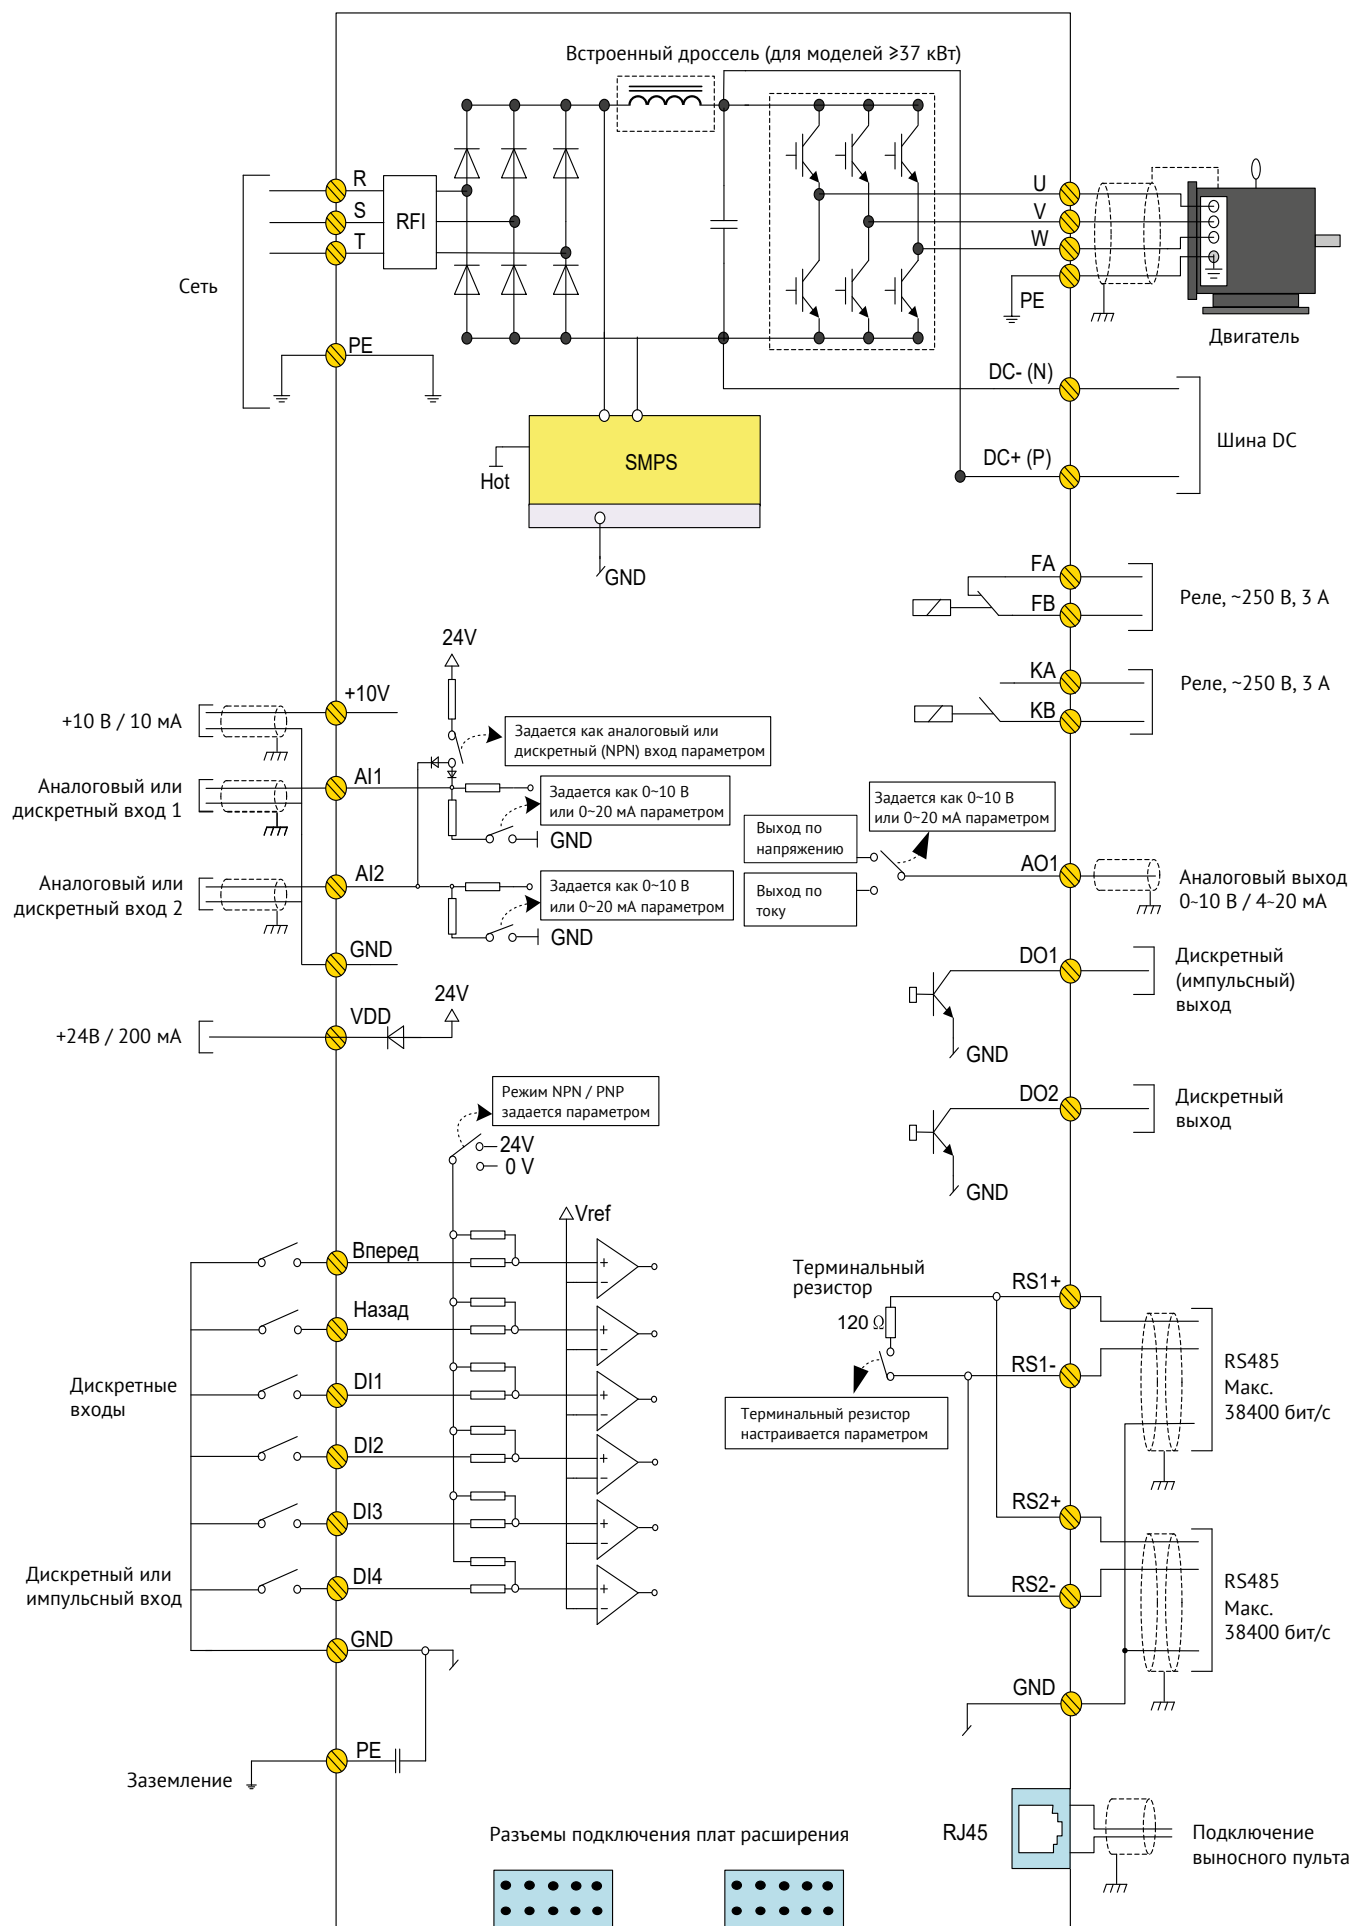 Встроенный дроссель (для моделей ≥37 кВт)
R
S
T
RFI
Сеть
PE
U
V
W
PE
Двигатель
DC- (N)
Шина DC
DC+ (P)
SMPS
Hot
GND
FA
FB
Реле, ~250 В, 3 А
KA
KB
Реле, ~250 В, 3 А
24V
+10V
+10 В / 10 мА
Задается как аналоговый или
дискретный (NPN) вход параметром
AI1
Аналоговый или
дискретный вход 1
Задается как 0~10 В
или 0~20 мА параметром
GND
AI2
Аналоговый или
дискретный вход 2
Задается как 0~10 В
или 0~20 мА параметром
GND
GND
Задается как 0~10 В
или 0~20 мА параметром
Выход по
напряжению
Выход по
току
AO1
Аналоговый выход
0~10 В / 4~20 мА
DO1
Дискретный
(импульсный)
выход
GND
24V
VDD
+24В / 200 мА
DO2
Дискретный
выход
GND
Режим NPN / PNP
задается параметром
24V
0 V
Vref
Вперед
Назад
DI1
Дискретные
входы
DI2
DI3
DI4
Дискретный или
импульсный вход
GND
PE
Заземление
Терминальный
резистор
120 Ω
RS1+
RS1-
Терминальный резистор
настраивается параметром
RS485
Макс.
38400 бит/с
RS2+
RS2-
RS485
Макс.
38400 бит/с
GND
RJ45
Подключение
выносного пульта
Разъемы подключения плат расширения
+
−
+
−
+
−
+
−
+
−
+
−